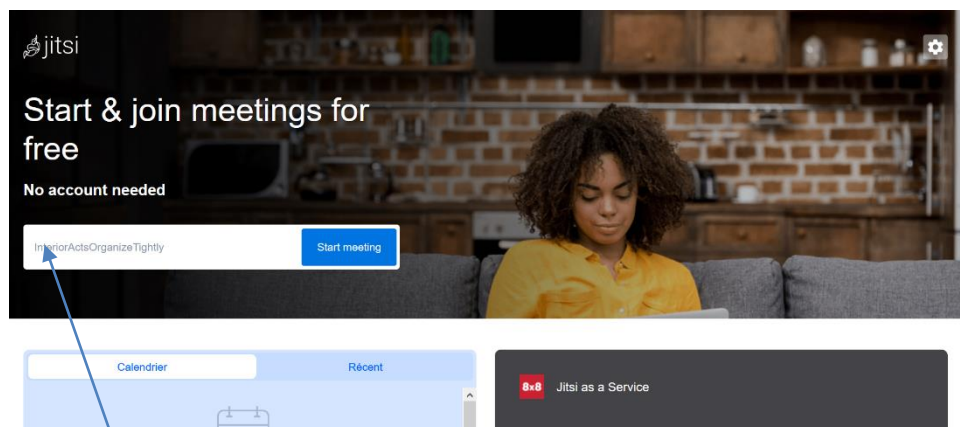 jitsi
Start & join meetings for
free
No account needed
InteriorActsOrganizeTightly
Start meeting
Calendrier
Récent
8x8
Jitsi as a Service